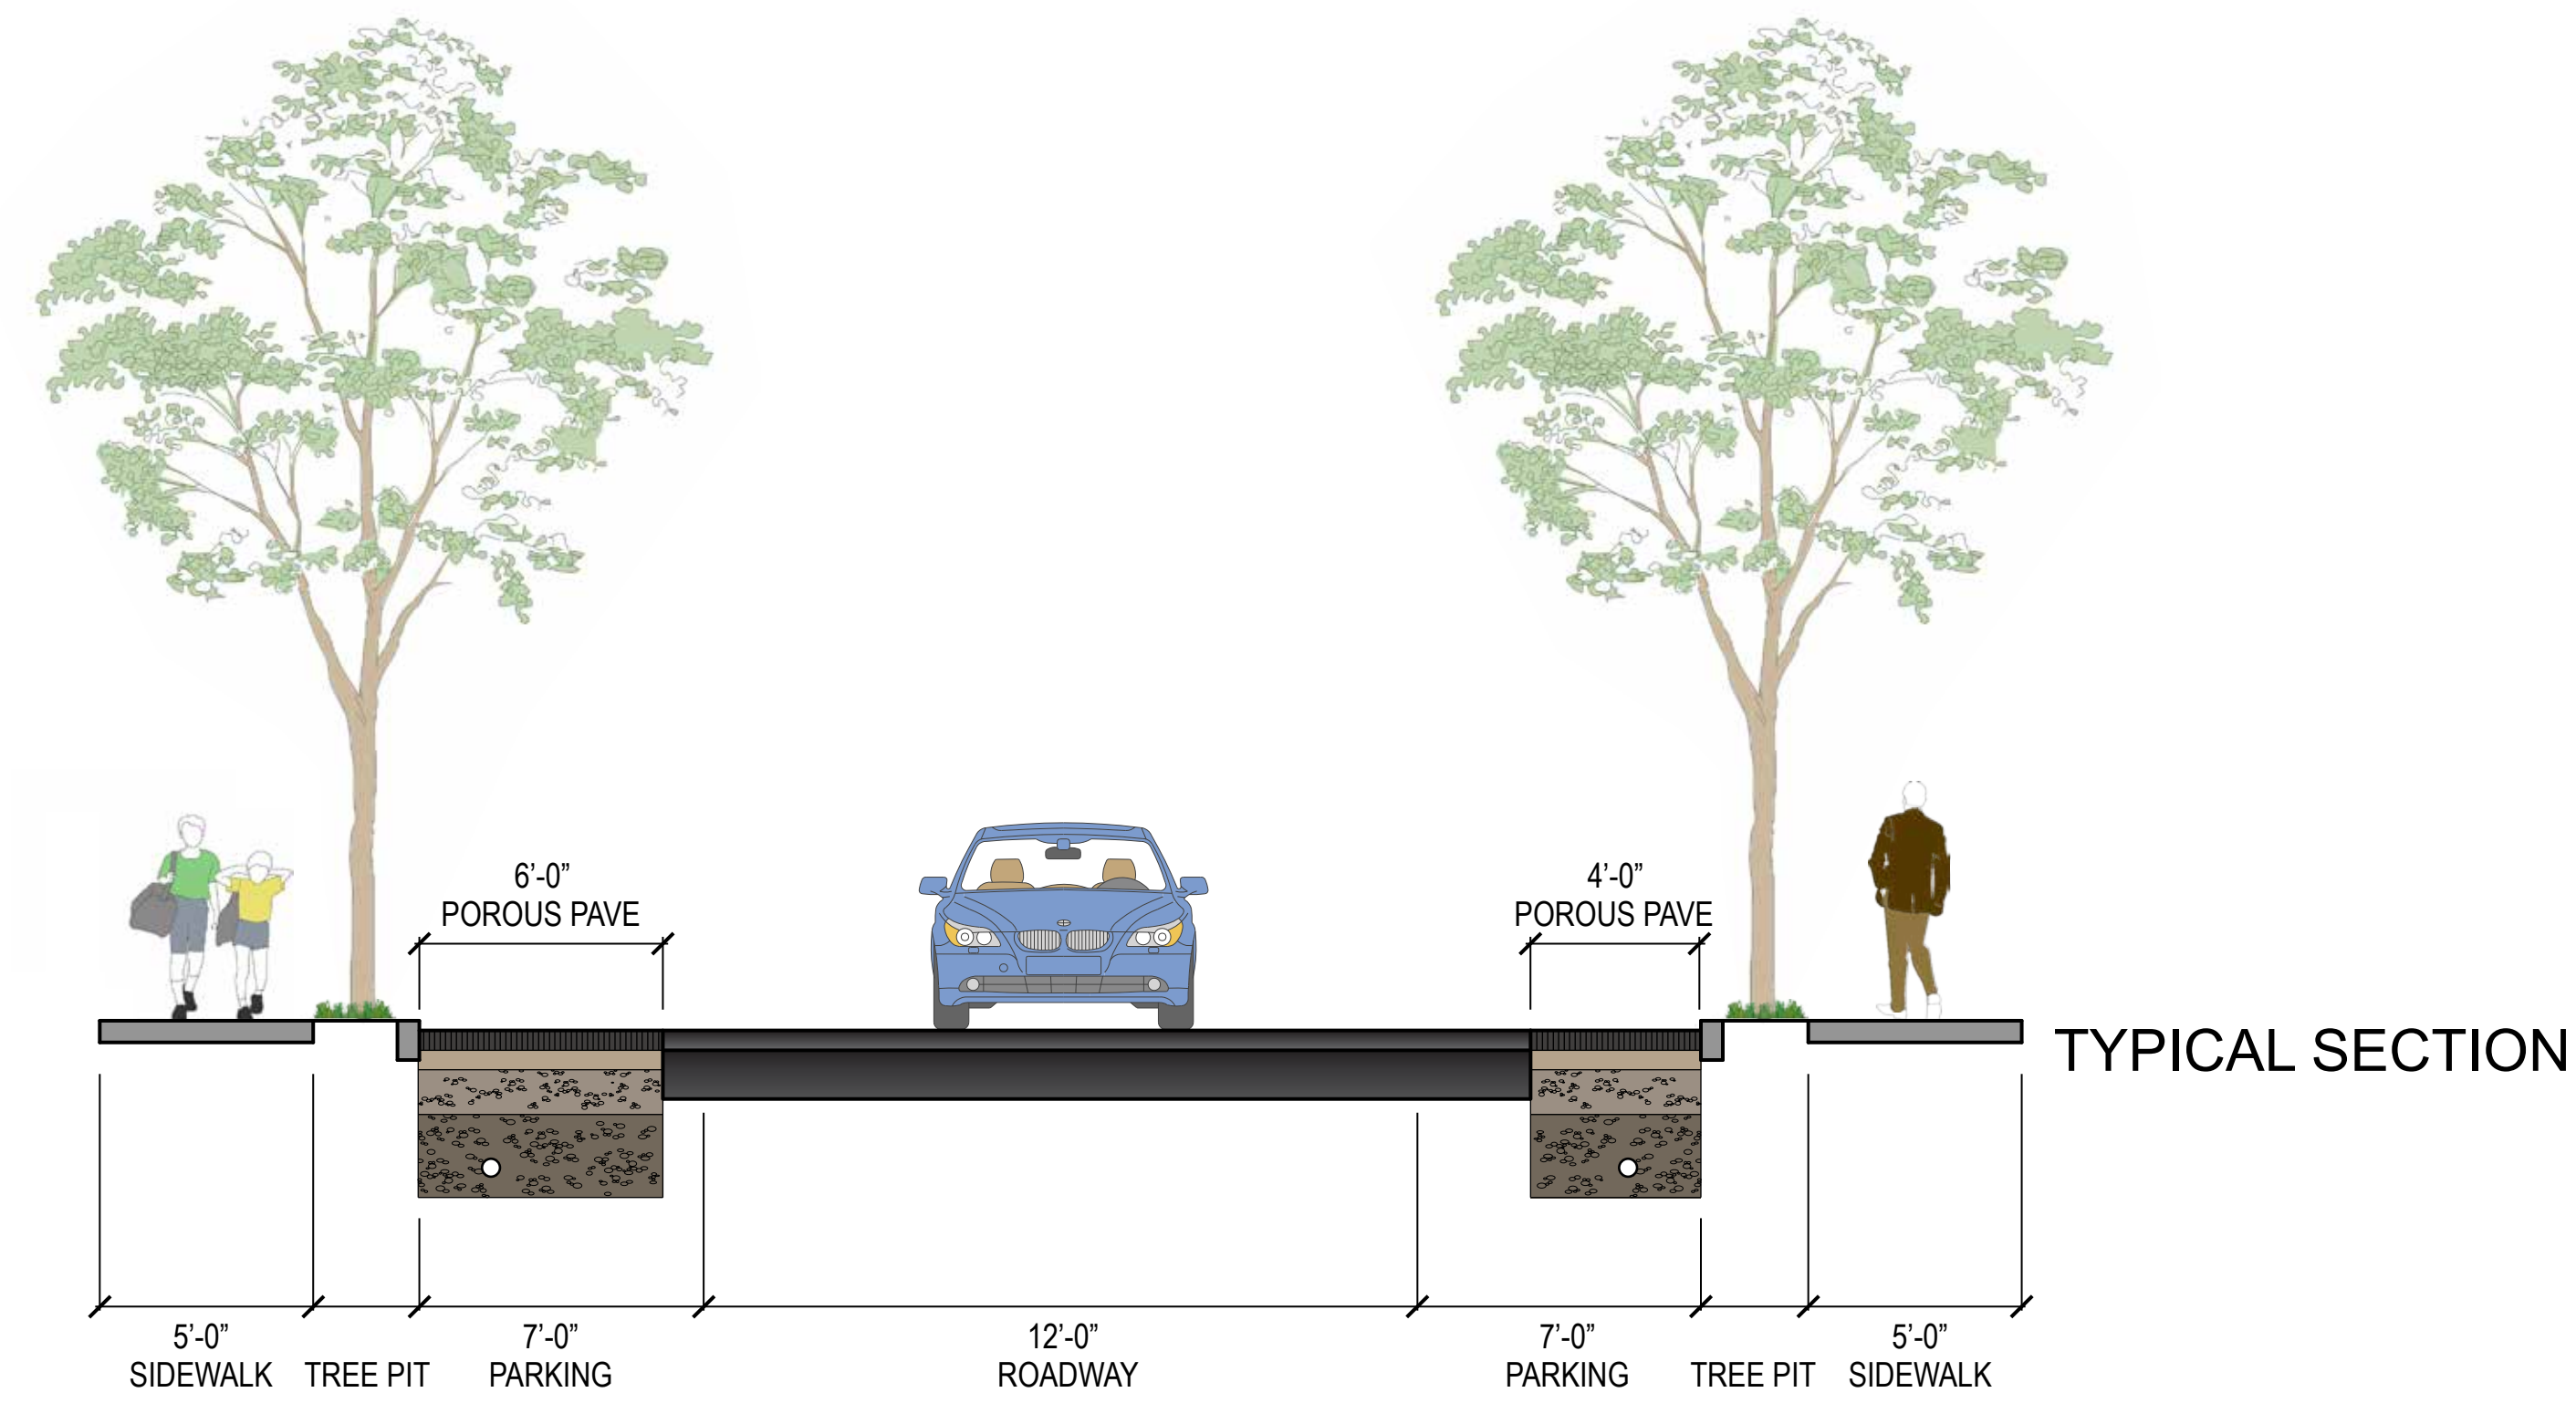 6’-0”
POROUS PAVE
4’-0”
POROUS PAVE
TYPICAL SECTION
5’-0”
SIDEWALK
TREE PIT
7’-0”
PARKING
12’-0”
ROADWAY
7’-0”
PARKING
TREE PIT
5’-0”
SIDEWALK